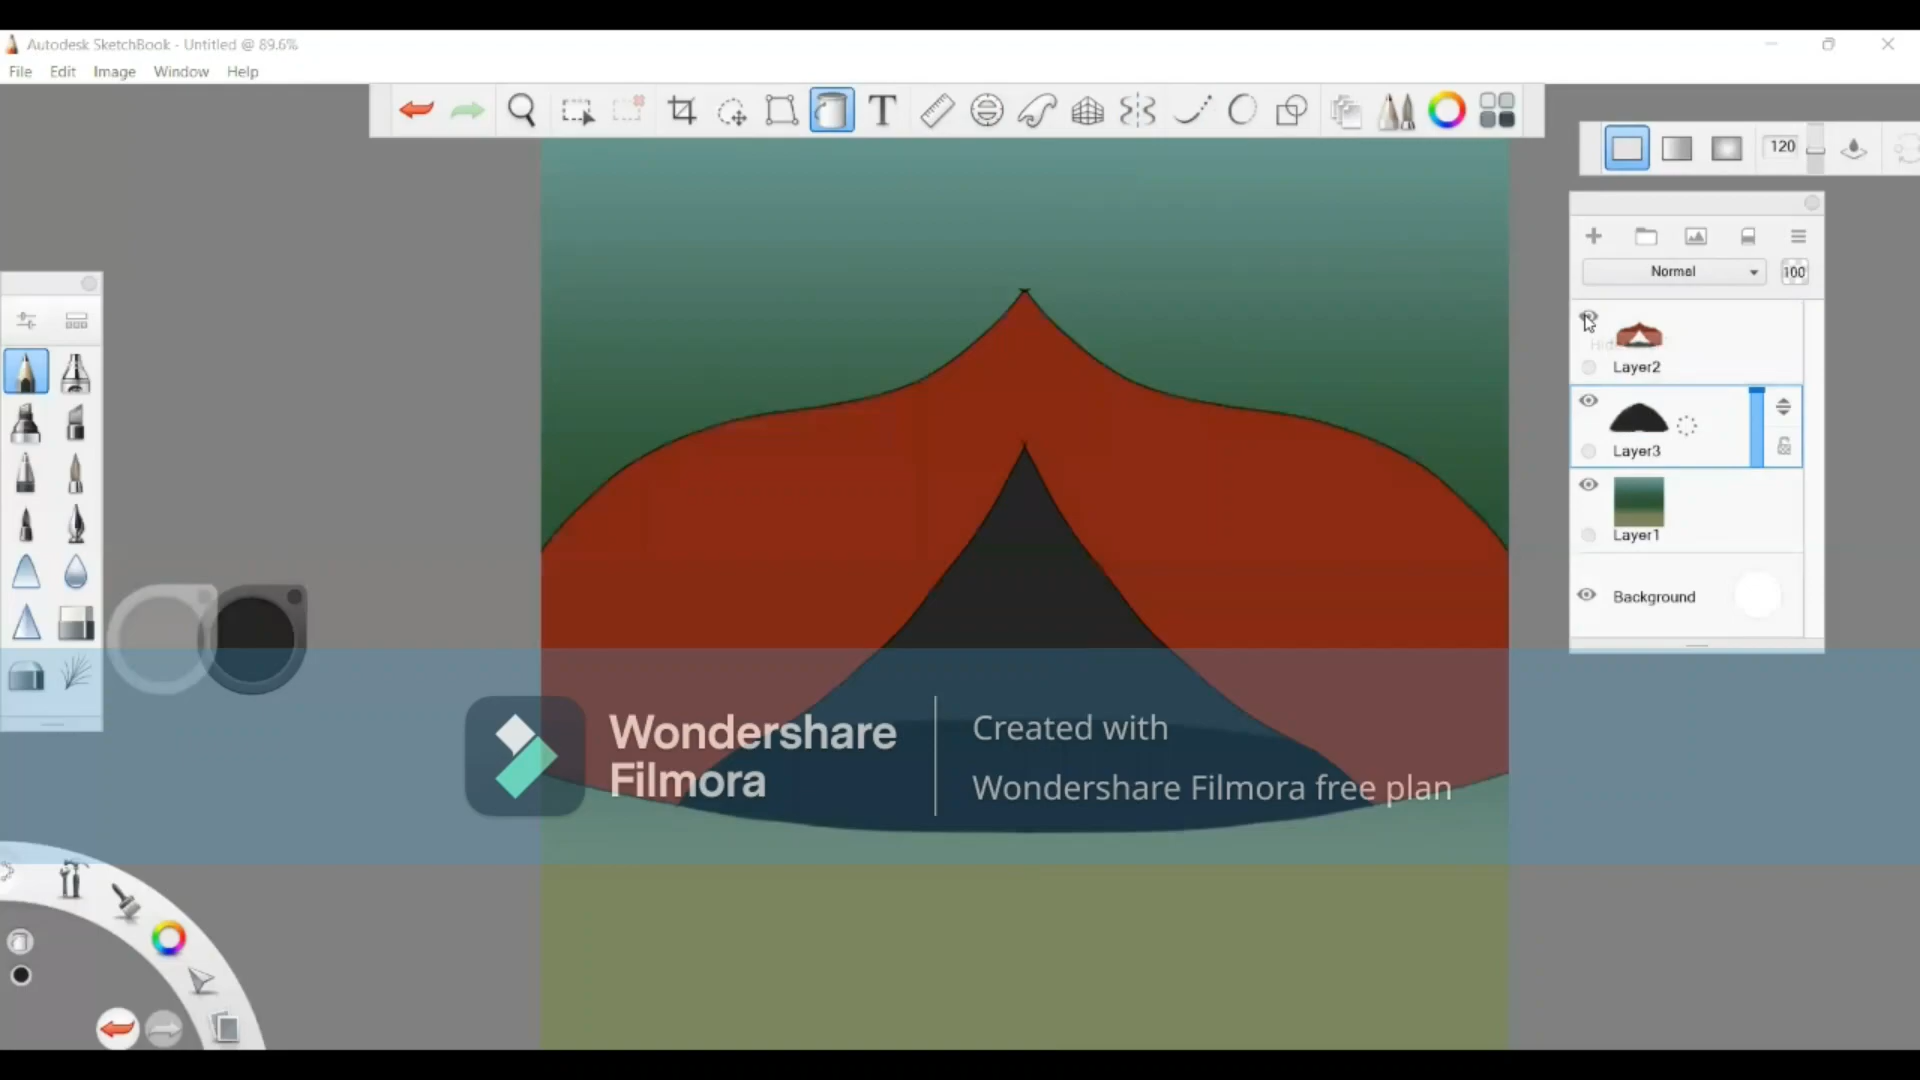 Autodesk SketchBook - Untitled @ 89.6%
File Edit Image Window Help
T
120
Normal 100
Layer2
Layer3
Layer1
Background
Wondershare
Filmora
Created with
Wondershare Filmora free plan